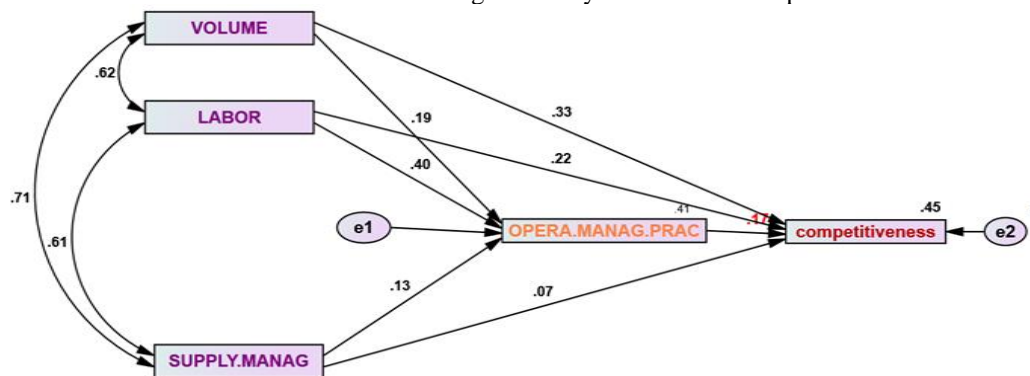 VOLUME
.62
LABOR
.19
.33
.40
.22
.71
.61
e1
.41
OPERA.MANAG.PRAC
.17
.45
competitiveness
e2
.13
.07
SUPPLY.MANAG